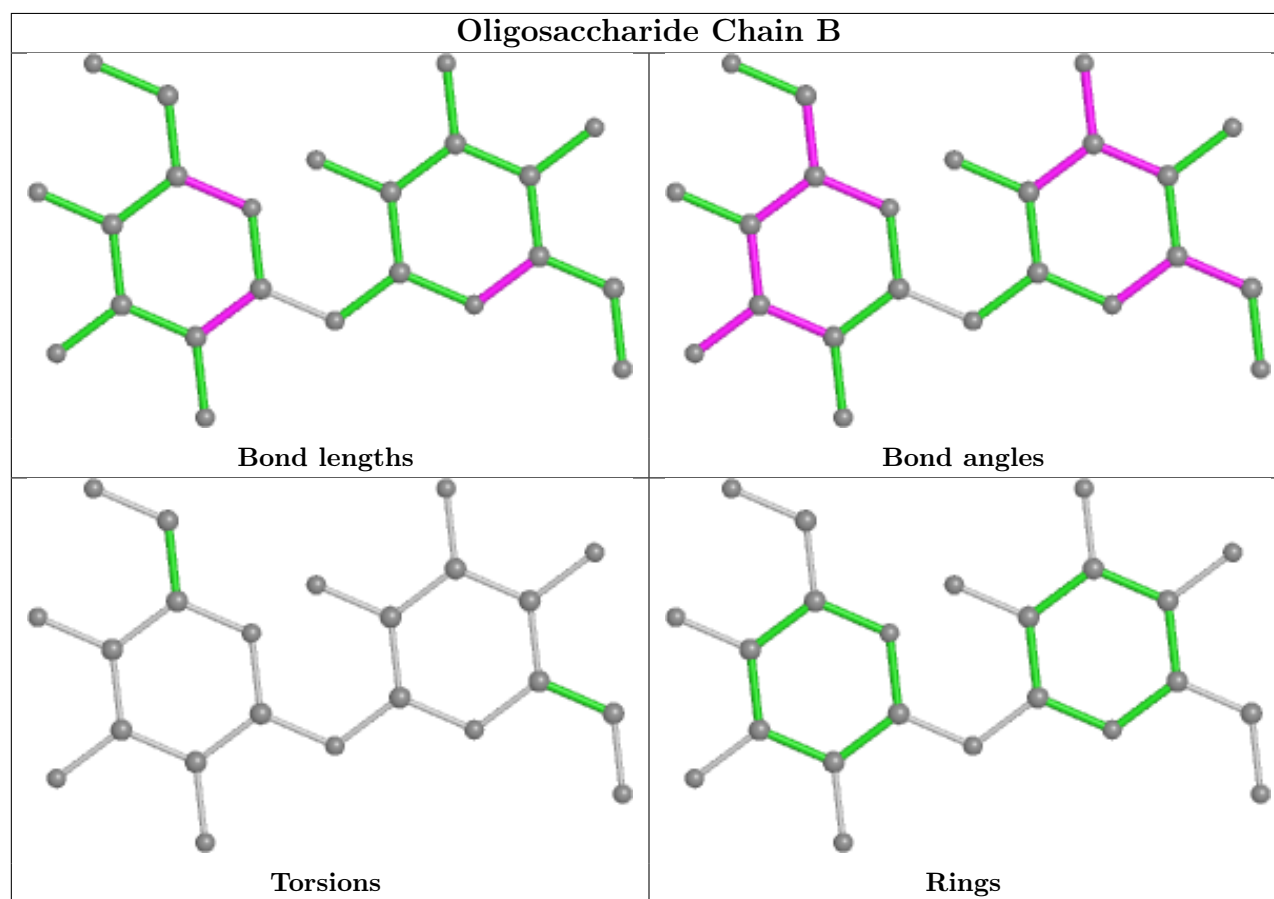 Oligosaccharide Chain B
Bond lengths
Bond angles
Torsions
Rings